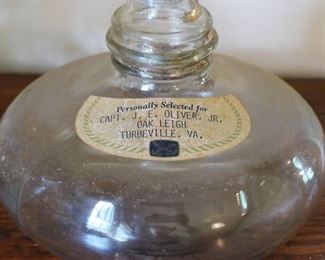 Personally Selected for
CAPT. J. E. OLIVER, JR.
OAK LEIGH
TURBEVILLE, VA.